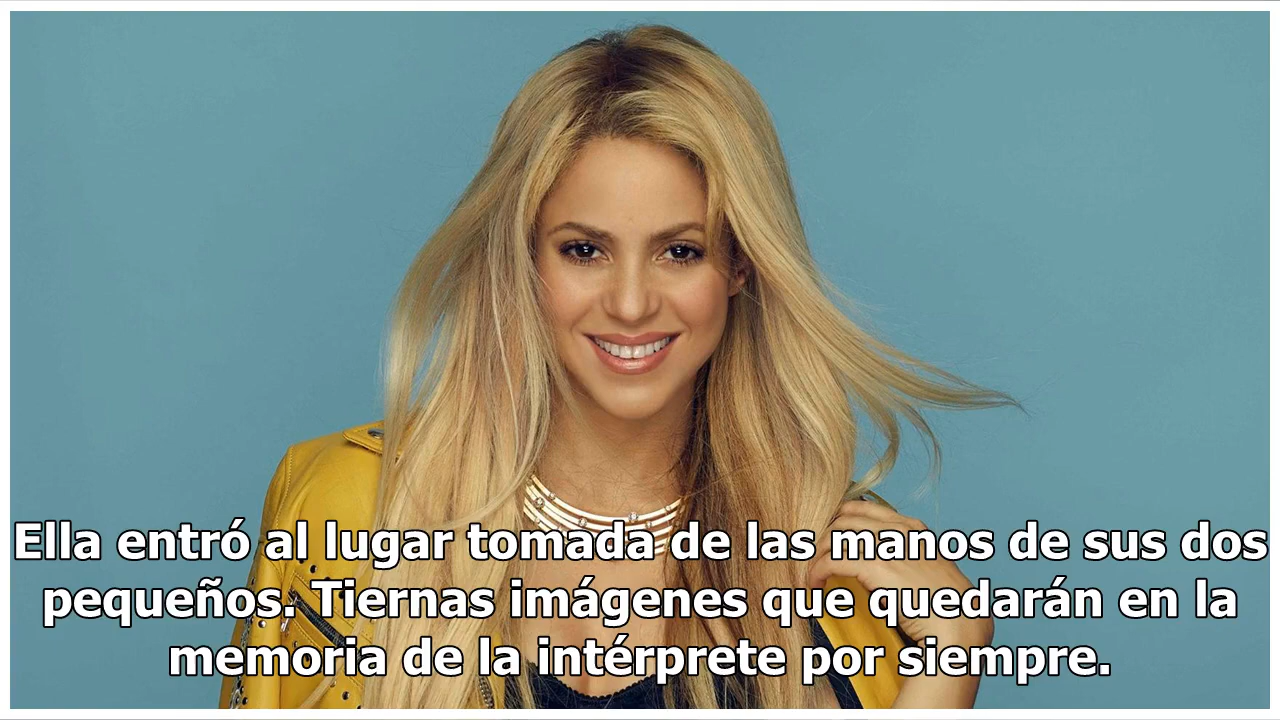 Ella entró al lugar tomada de las manos de sus dos
pequeños. Tiernas imágenes que quedarán en la
memoria de la intérprete por siempre.